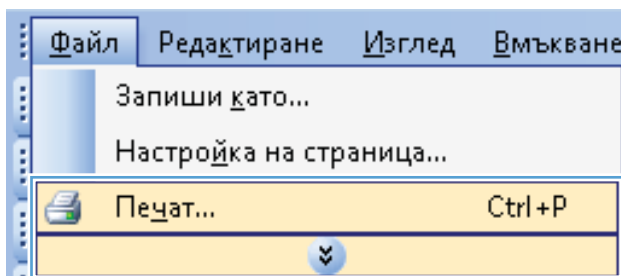 Файл Редактиране Изглед Вмъкване
Запиши като...
Настройка на страница...
Печат... Ctrl+P